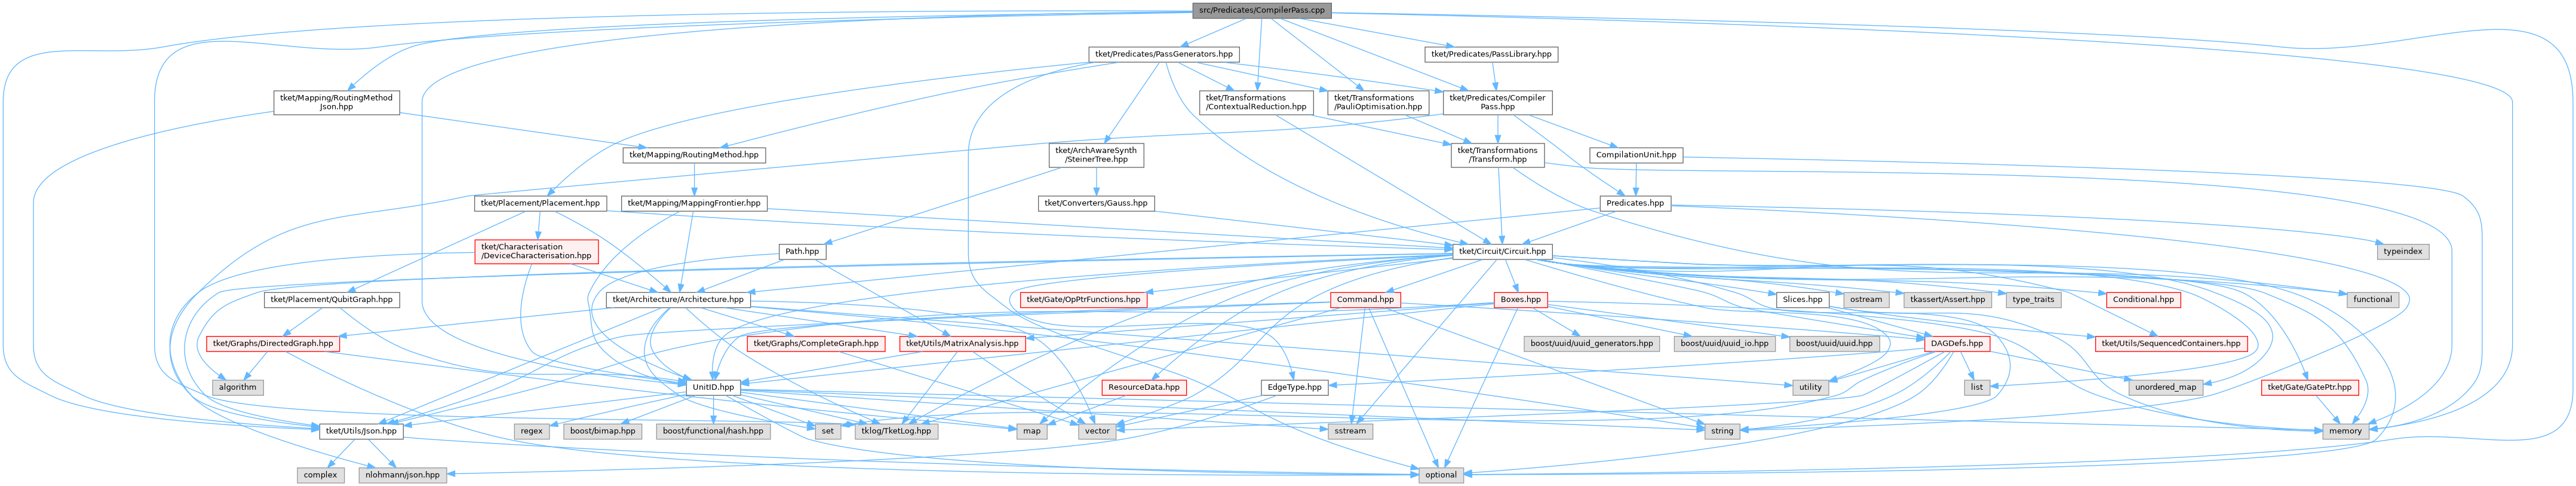 src/Predicates/CompilerPass.cpp
tket/Predicates/PassGenerators.hpp
tket/Predicates/PassLibrary.hpp
tket/Mapping/RoutingMethod
Json.hpp
tket/Transformations
/ContextualReduction.hpp
tket/Transformations
/PauliOptimisation.hpp
tket/Predicates/Compiler
Pass.hpp
tket/Mapping/RoutingMethod.hpp
tket/ArchAwareSynth
/SteinerTree.hpp
tket/Transformations
/Transform.hpp
CompilationUnit.hpp
tket/Placement/Placement.hpp
tket/Mapping/MappingFrontier.hpp
tket/Converters/Gauss.hpp
Predicates.hpp
tket/Characterisation
/DeviceCharacterisation.hpp
Path.hpp
tket/Circuit/Circuit.hpp
typeindex
tket/Placement/QubitGraph.hpp
tket/Architecture/Architecture.hpp
tket/Gate/OpPtrFunctions.hpp
Command.hpp
Boxes.hpp
Slices.hpp
ostream
tkassert/Assert.hpp
type_traits
Conditional.hpp
functional
tket/Graphs/DirectedGraph.hpp
tket/Graphs/CompleteGraph.hpp
tket/Utils/MatrixAnalysis.hpp
boost/uuid/uuid_generators.hpp
boost/uuid/uuid_io.hpp
boost/uuid/uuid.hpp
DAGDefs.hpp
tket/Utils/SequencedContainers.hpp
algorithm
UnitID.hpp
ResourceData.hpp
EdgeType.hpp
utility
list
unordered_map
tket/Gate/GatePtr.hpp
tket/Utils/Json.hpp
regex
boost/bimap.hpp
boost/functional/hash.hpp
set
tklog/TketLog.hpp
map
vector
sstream
string
memory
complex
nlohmann/json.hpp
optional